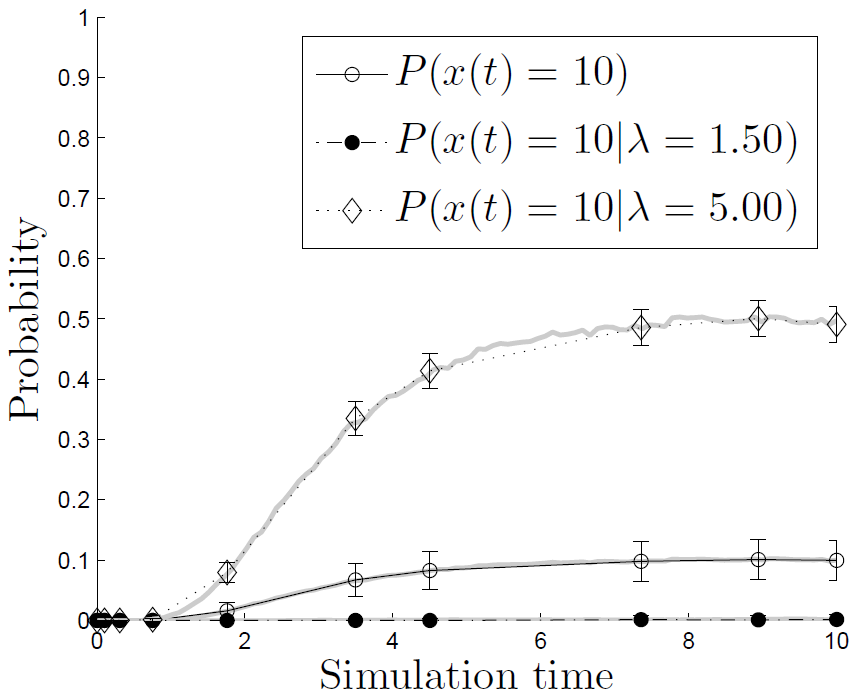 1
0.9
0.8
0.7
0.6
0.5
0.4
0.3
0.2
0.1
0
Probability
P(x(t) = 10)
P(x(t) = 10|λ = 1.50)
P(x(t) = 10|λ = 5.00)
0 2 4 6 8 10
Simulation time